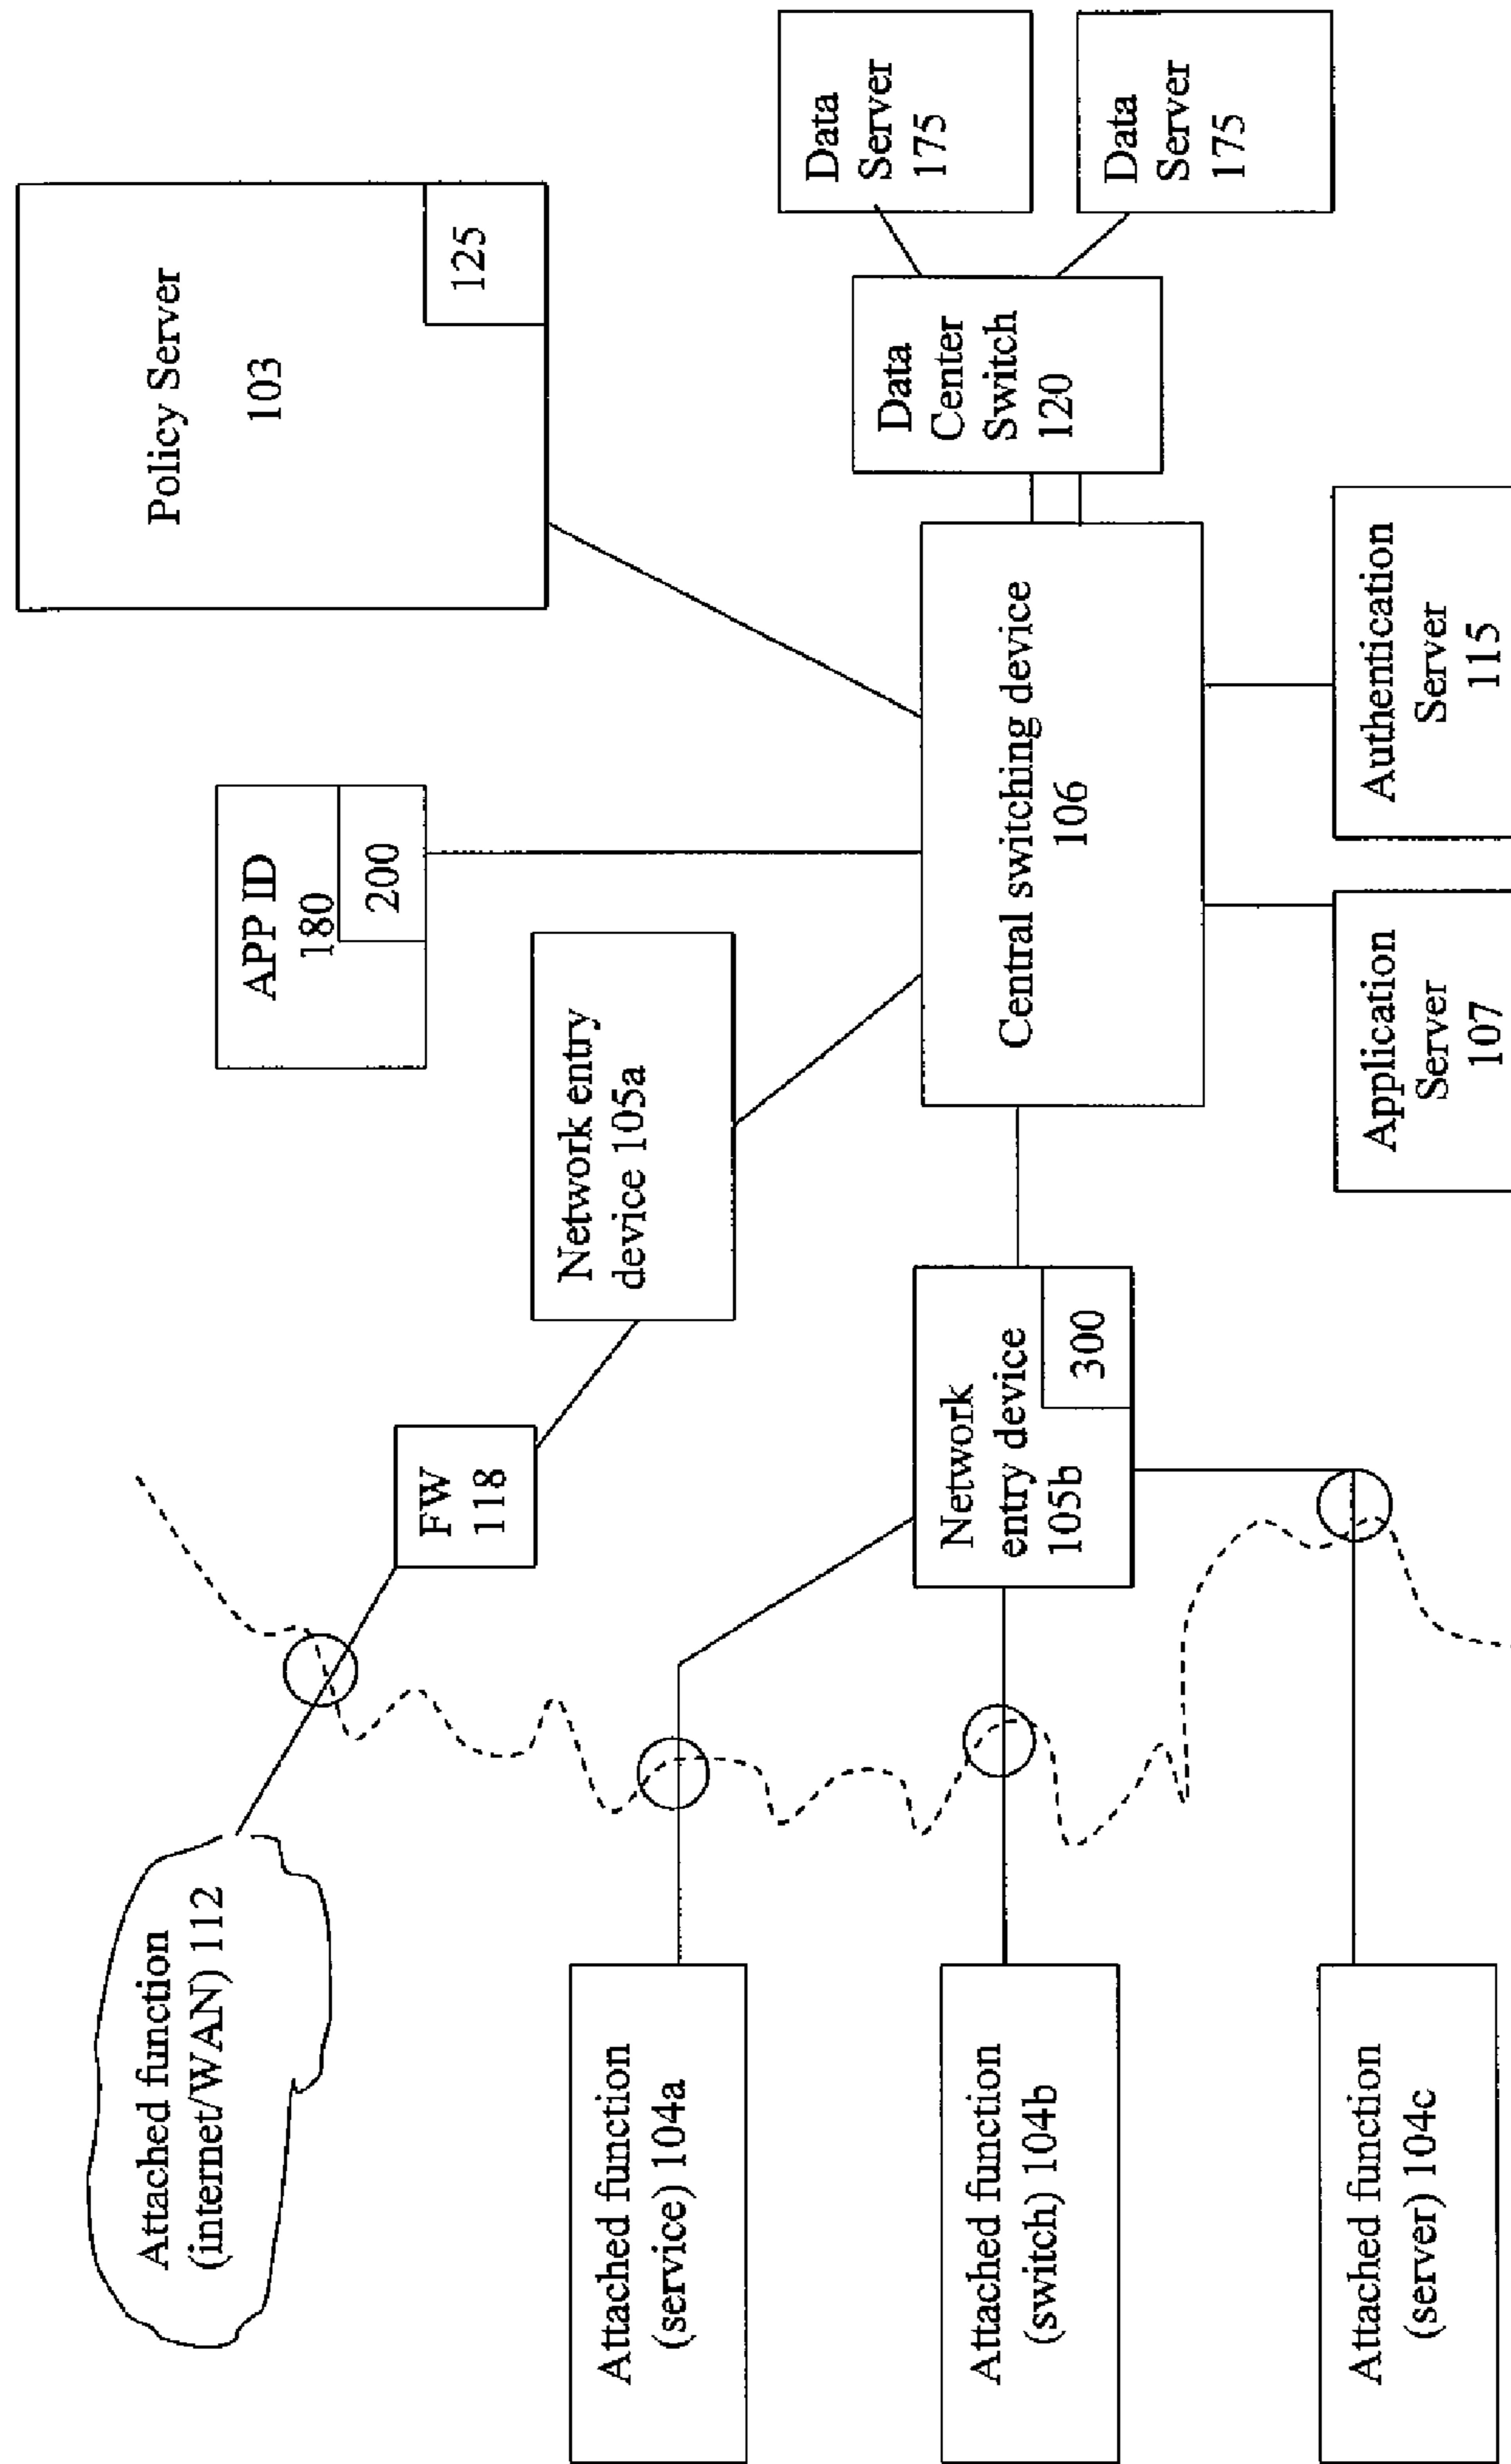 Attached function
(internet/WAN) 112
FW
118
APP ID
180
200
Policy Server
103
125
Network entry
device 105a
Attached function
(service) 104a
Attached function
(switch) 104b
Attached function
(server) 104c
Network
entry device
105b
300
Central switching device
106
Data
Center
Switch
120
Data
Server
175
Data
Server
175
Application
Server
107
Authentication
Server
115